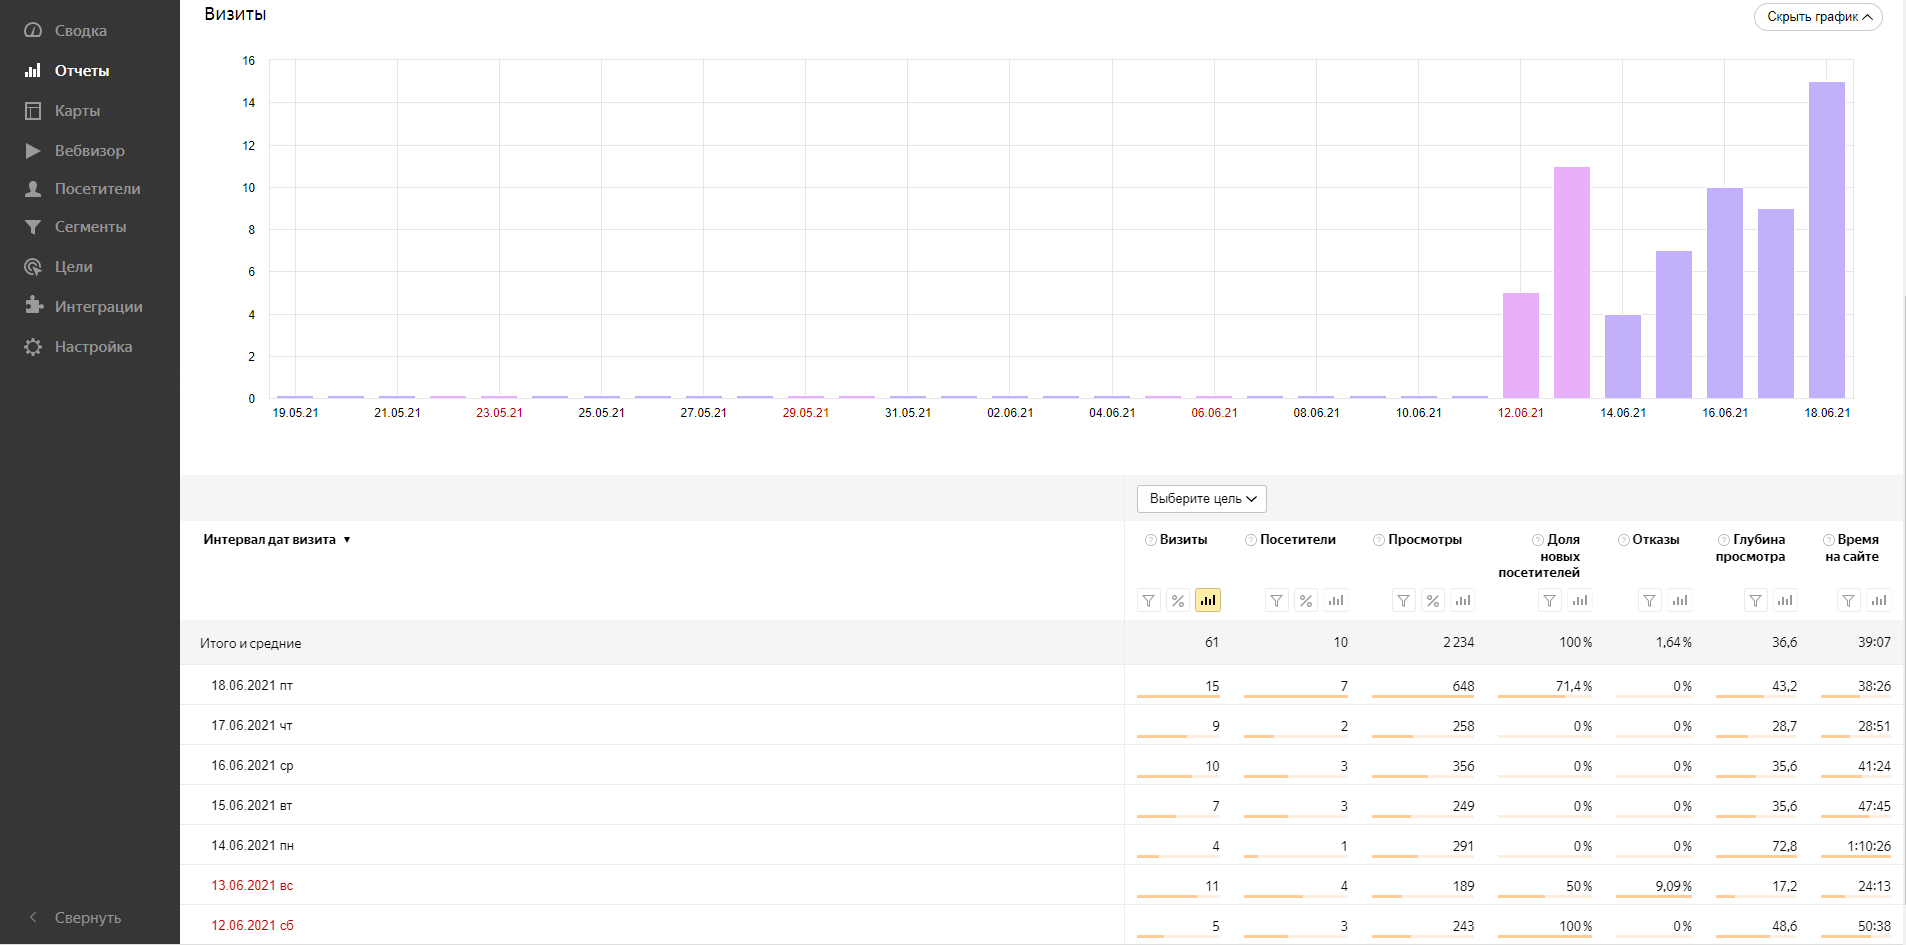 Сводка
Отчеты
Карты
Вебвизор
Посетители
Сегменты
Цели
Интеграции
Настройка
Свернуть
Визиты
Скрыть график
16
14
12
10
8
6
4
2
0
19.05.21 21.05.21 23.05.21 25.05.21 27.05.21 29.05.21 31.05.21 02.06.21 04.06.21 06.06.21 08.06.21 10.06.21 12.06.21 14.06.21 16.06.21 18.06.21
Выберите цель
Интервал дат визита ▼ ? Визиты ? Посетители ? Просмотры ? Доля ? Отказы ? Глубина ? Время
новых просмотра на сайте
посетителей
% % %
Итого и средние 61 10 2 234 100 % 1,64 % 36,6 39:07
18.06.2021 пт 15 7 648 71,4 % 0 % 43,2 38:26
17.06.2021 чт 9 2 258 0 % 0 % 28,7 28:51
16.06.2021 ср 10 3 356 0 % 0 % 35,6 41:24
15.06.2021 вт 7 3 249 0 % 0 % 35,6 47:45
14.06.2021 пн 4 1 291 0 % 0 % 72,8 1:10:26
13.06.2021 вс 11 4 189 50 % 9,09 % 17,2 24:13
12.06.2021 сб 5 3 243 100 % 0 % 48,6 50:38